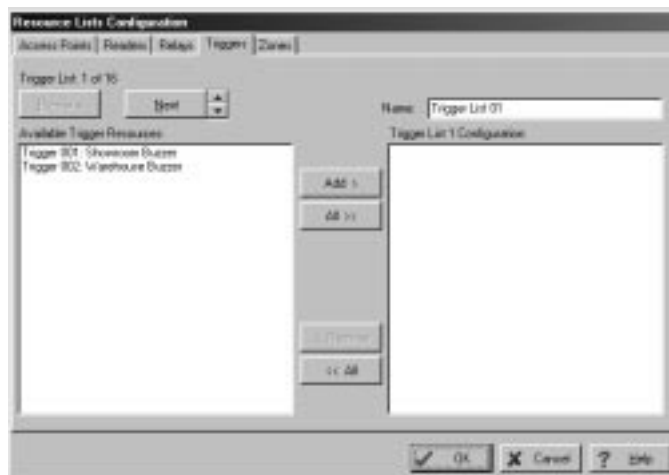 Resource Lists Configuration
Access Points Readers Relays Triggers Zones
Trigger List: 1 of 16
Previous Next
Name: Trigger List 01
Available Trigger Resources:
Trigger List 1 Configuration:
Trigger 001: Showroom Buzzer
Trigger 002: Warehouse Buzzer
Add >
All >>
< Remove
<< All
OK Cancel Help